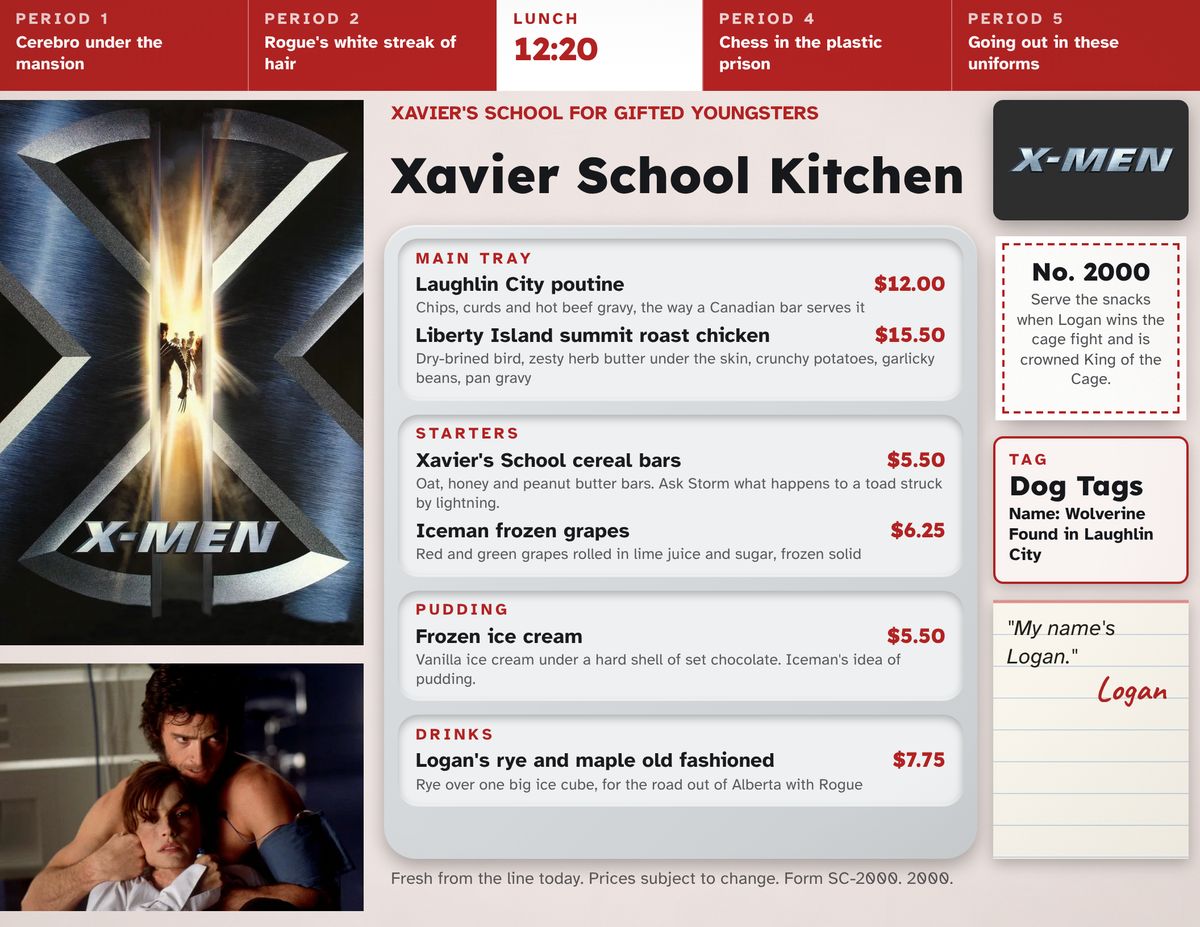 PERIOD 1
Cerebro under the
mansion
PERIOD 2
Rogue's white streak of
hair
LUNCH
12:20
PERIOD 4
Chess in the plastic
prison
PERIOD 5
Going out in these
uniforms
X-MEN
XAVIER'S SCHOOL FOR GIFTED YOUNGSTERS
Xavier School Kitchen
MAIN TRAY
Laughlin City poutine $12.00
Chips, curds and hot beef gravy, the way a Canadian bar serves it
Liberty Island summit roast chicken $15.50
Dry-brined bird, zesty herb butter under the skin, crunchy potatoes, garlicky
beans, pan gravy
STARTERS
Xavier's School cereal bars $5.50
Oat, honey and peanut butter bars. Ask Storm what happens to a toad struck
by lightning.
Iceman frozen grapes $6.25
Red and green grapes rolled in lime juice and sugar, frozen solid
PUDDING
Frozen ice cream $5.50
Vanilla ice cream under a hard shell of set chocolate. Iceman's idea of
pudding.
DRINKS
Logan's rye and maple old fashioned $7.75
Rye over one big ice cube, for the road out of Alberta with Rogue
Fresh from the line today. Prices subject to change. Form SC-2000. 2000.
X-MEN
No. 2000
Serve the snacks
when Logan wins the
cage fight and is
crowned King of the
Cage.
TAG
Dog Tags
Name: Wolverine
Found in Laughlin
City
"My name's
Logan."
Logan